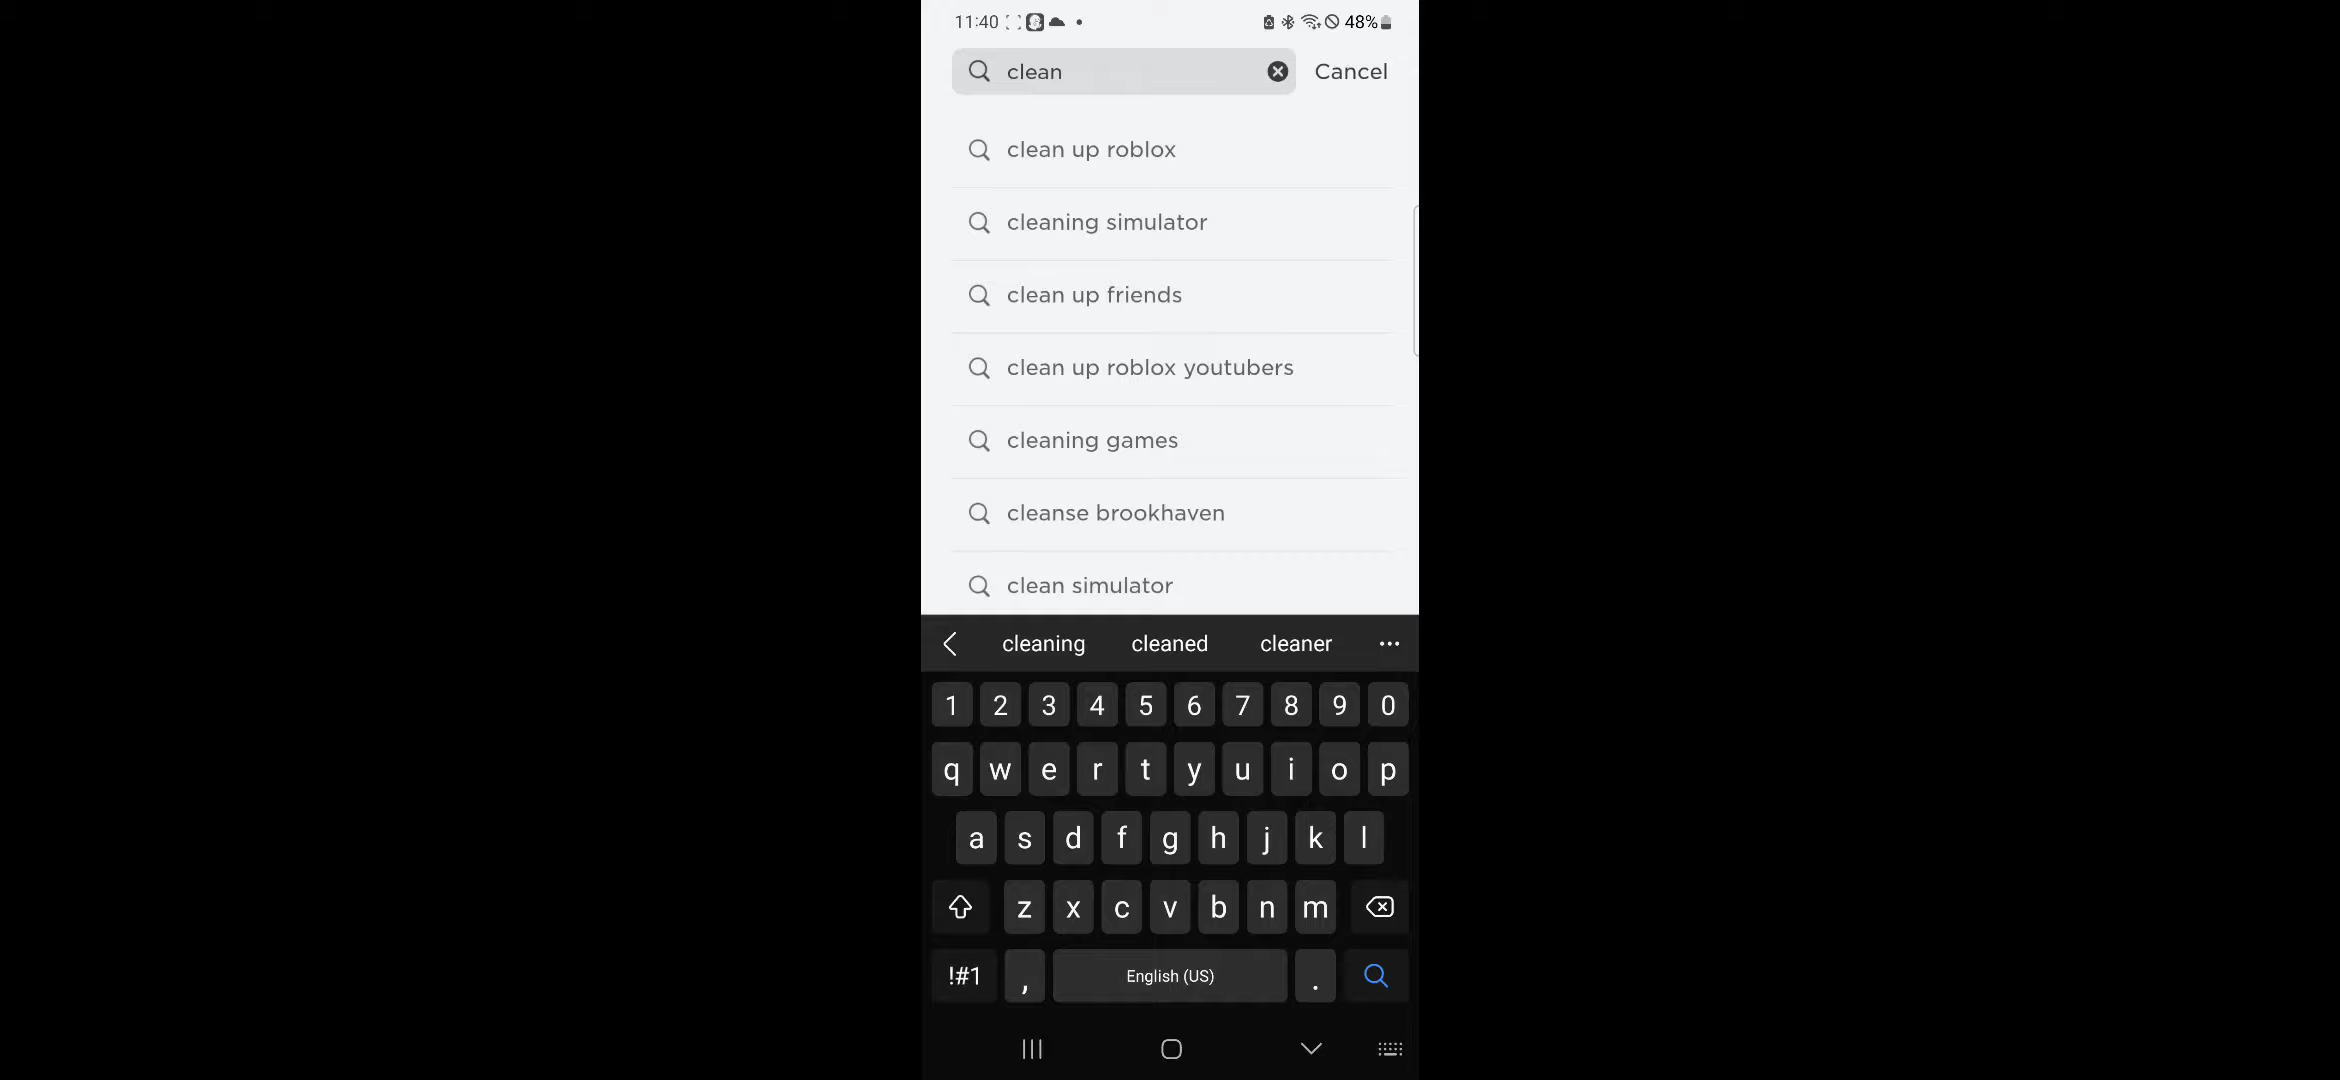 11:40 48%
clean Cancel
clean up roblox
cleaning simulator
clean up friends
clean up roblox youtubers
cleaning games
cleanse brookhaven
clean simulator
cleaning cleaned cleaner
1 2 3 4 5 6 7 8 9 0
q w e r t y u i o p
a s d f g h j k l
z x c v b n m
!#1 , English (US) .